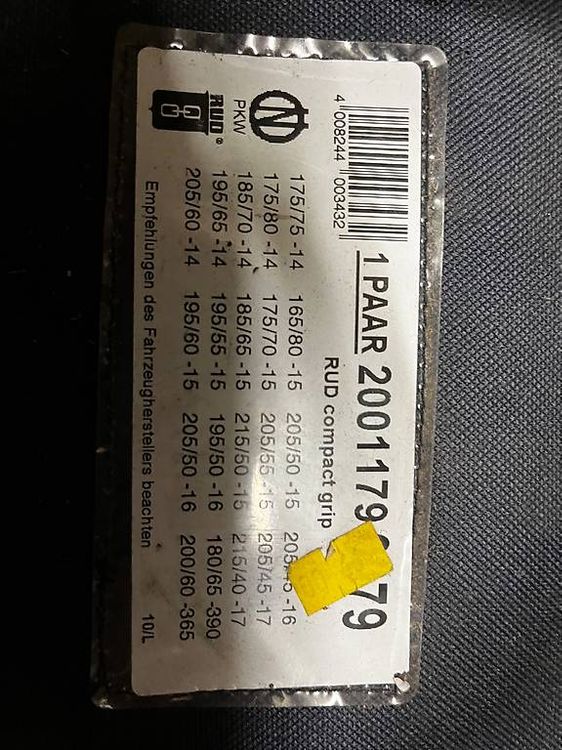 4 008244 003432
1 PAAR 2001179 79
RUD compact grip
RUD®
PKW
175/75 -14 165/80 -15 205/50 -15 -16
175/80 -14 175/70 -15 205/55 -15 205/45 -17
185/70 -14 185/65 -15 215/50 -15 215/40 -17
195/65 -14 195/55 -15 195/50 -16 180/65 -390
205/60 -14 195/60 -15 205/50 -16 200/60 -365
Empfehlungen des Fahrzeugherstellers beachten 10/L